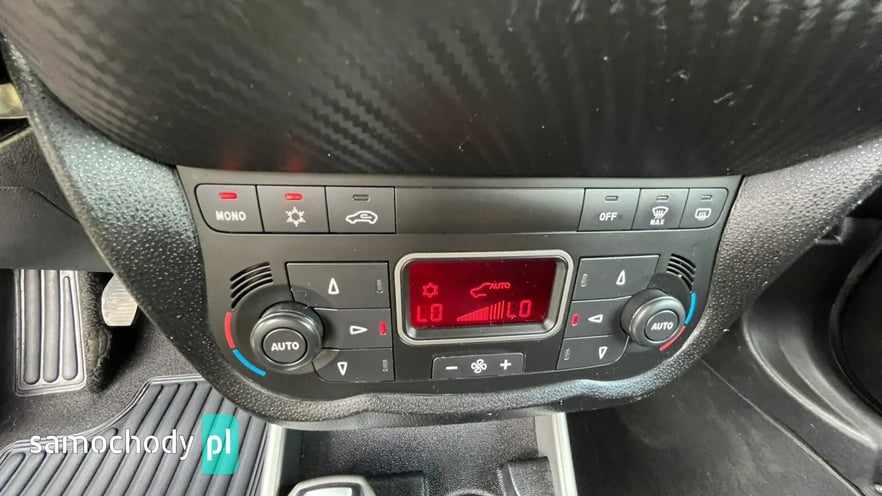 MONO
OFF
MAX
AUTO
LO
LO
AUTO
AUTO
- +
samochody pl